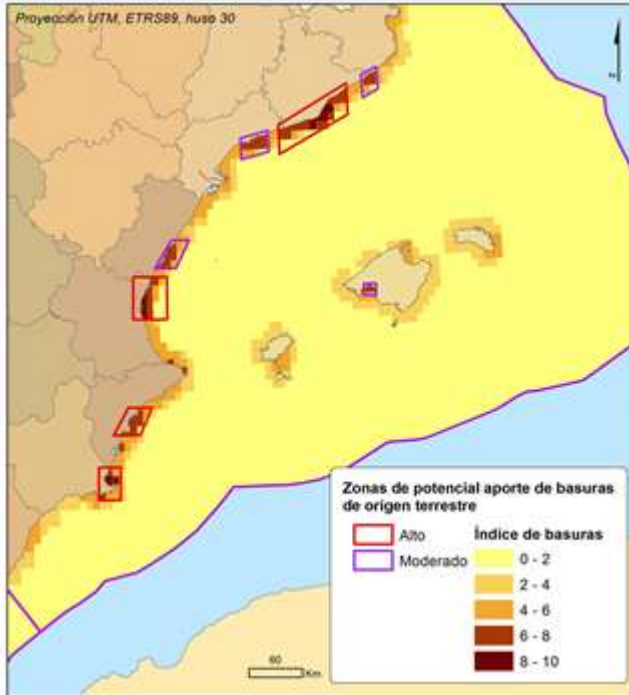 Proyección UTM, ETRS89, huso 30
Z
Zonas de potencial aporte de basuras
de origen terrestre
Alto
Moderado
Índice de basuras
0 - 2
2 - 4
4 - 6
6 - 8
8 - 10
60
Km